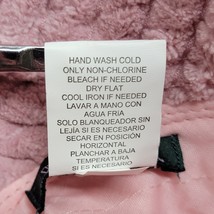 HAND WASH COLD
ONLY NON-CHLORINE
BLEACH IF NEEDED
DRY FLAT
COOL IRON IF NEEDED
LAVAR A MANO CON
AGUA FRIA
SOLO BLANQUEADOR SIN
LEJÍA SI ES NECESARIO
SECAR EN POSICIÓN
HORIZONTAL
PLANCHAR A BAJA
TEMPERATURA
SI ES NECESARIO